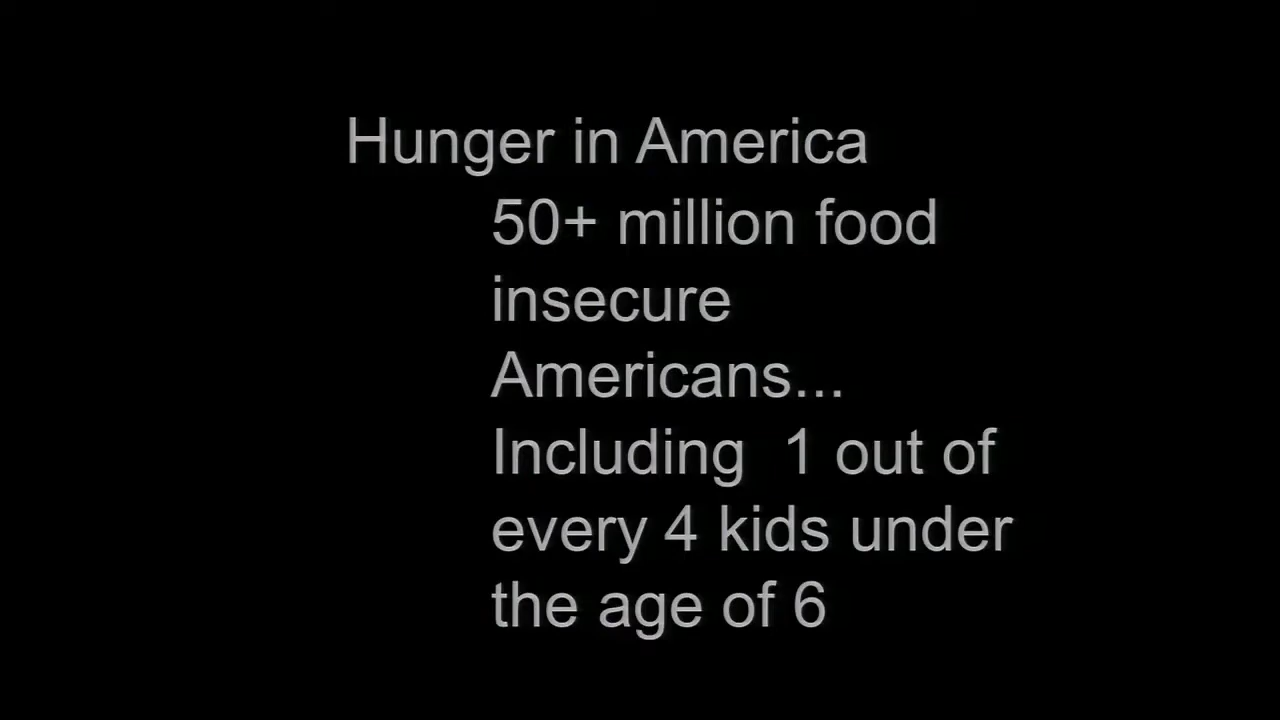 Hunger in America
50+ million food
insecure
Americans...
Including  1 out of
every 4 kids under
the age of 6